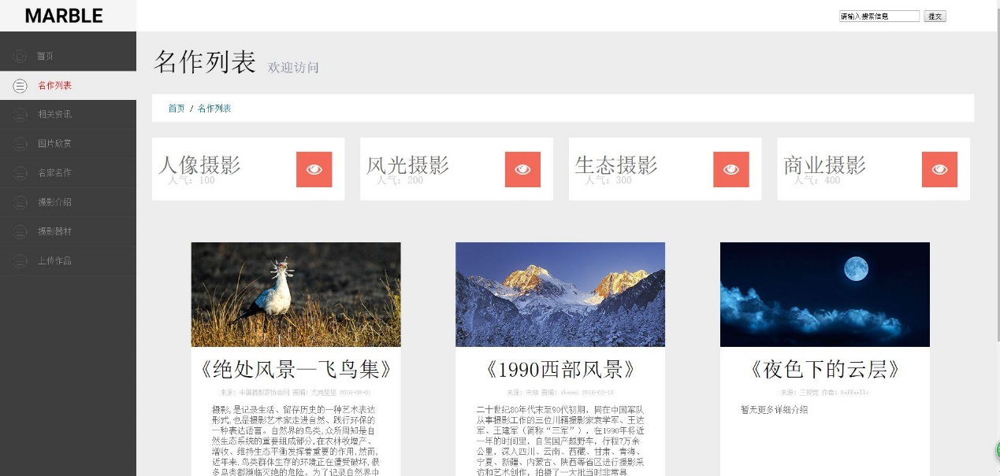 MARBLE
请输入搜索信息
提交
首页
名作列表
相关资讯
图片欣赏
名家名作
摄影介绍
摄影器材
上传作品
名作列表 欢迎访问
首页 / 名作列表
人像摄影
人气：100
风光摄影
人气：200
生态摄影
人气：300
商业摄影
人气：400
《绝处风景—飞鸟集》
来源：中国摄影家协会网 责编：尤克里里 2016-08-01
摄影,是记录生活、留存历史的一种艺术表达
形式,也是摄影艺术家走进自然、践行环保的
一种表达语言。自然界的鸟类,众所周知是自
然生态系统的重要组成部分,在农林牧增产、
增收、维持生态平衡发挥着重要的作用,然而,
近年来,鸟类群体生存的环境正在遭受破坏,很
多鸟类都濒临灭绝的危险。为了记录自然界中
《1990西部风景》
来源：未知 责编： 2016-02-18
二十世纪80年代末至90代初期，同在中国军队
从事摄影工作的三位川籍摄影家袁学军、王达
军、王建军（简称“三军”），在1990年将近
一年的时间里，自驾国产越野车，行程7万余
公里，深入四川、云南、西藏、甘肃、青海、
宁夏、新疆、内蒙古、陕西等省区进行摄影采
访和艺术创作，拍摄了一大批当时非常具
《夜色下的云层》
来源：三视觉 作者：Raffaello
暂无更多详细介绍